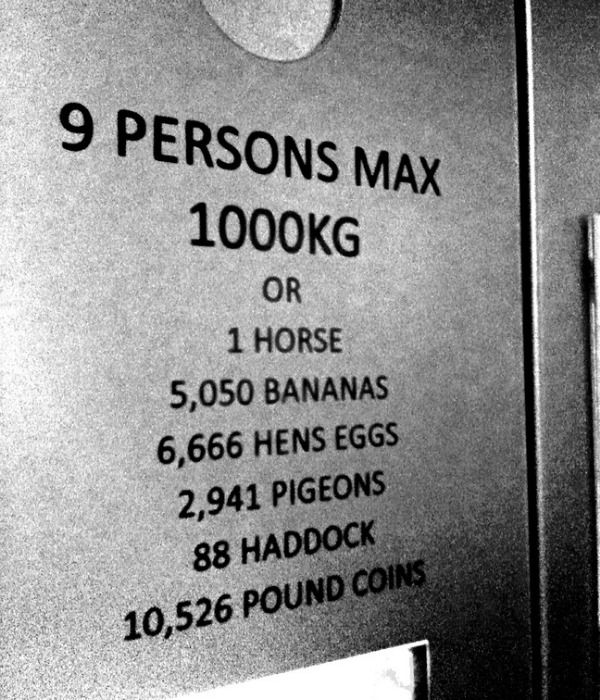 9 PERSONS MAX
1000KG
OR
1 HORSE
5,050 BANANAS
6,666 HENS EGGS
2,941 PIGEONS
88 HADDOCK
10,526 POUND COINS